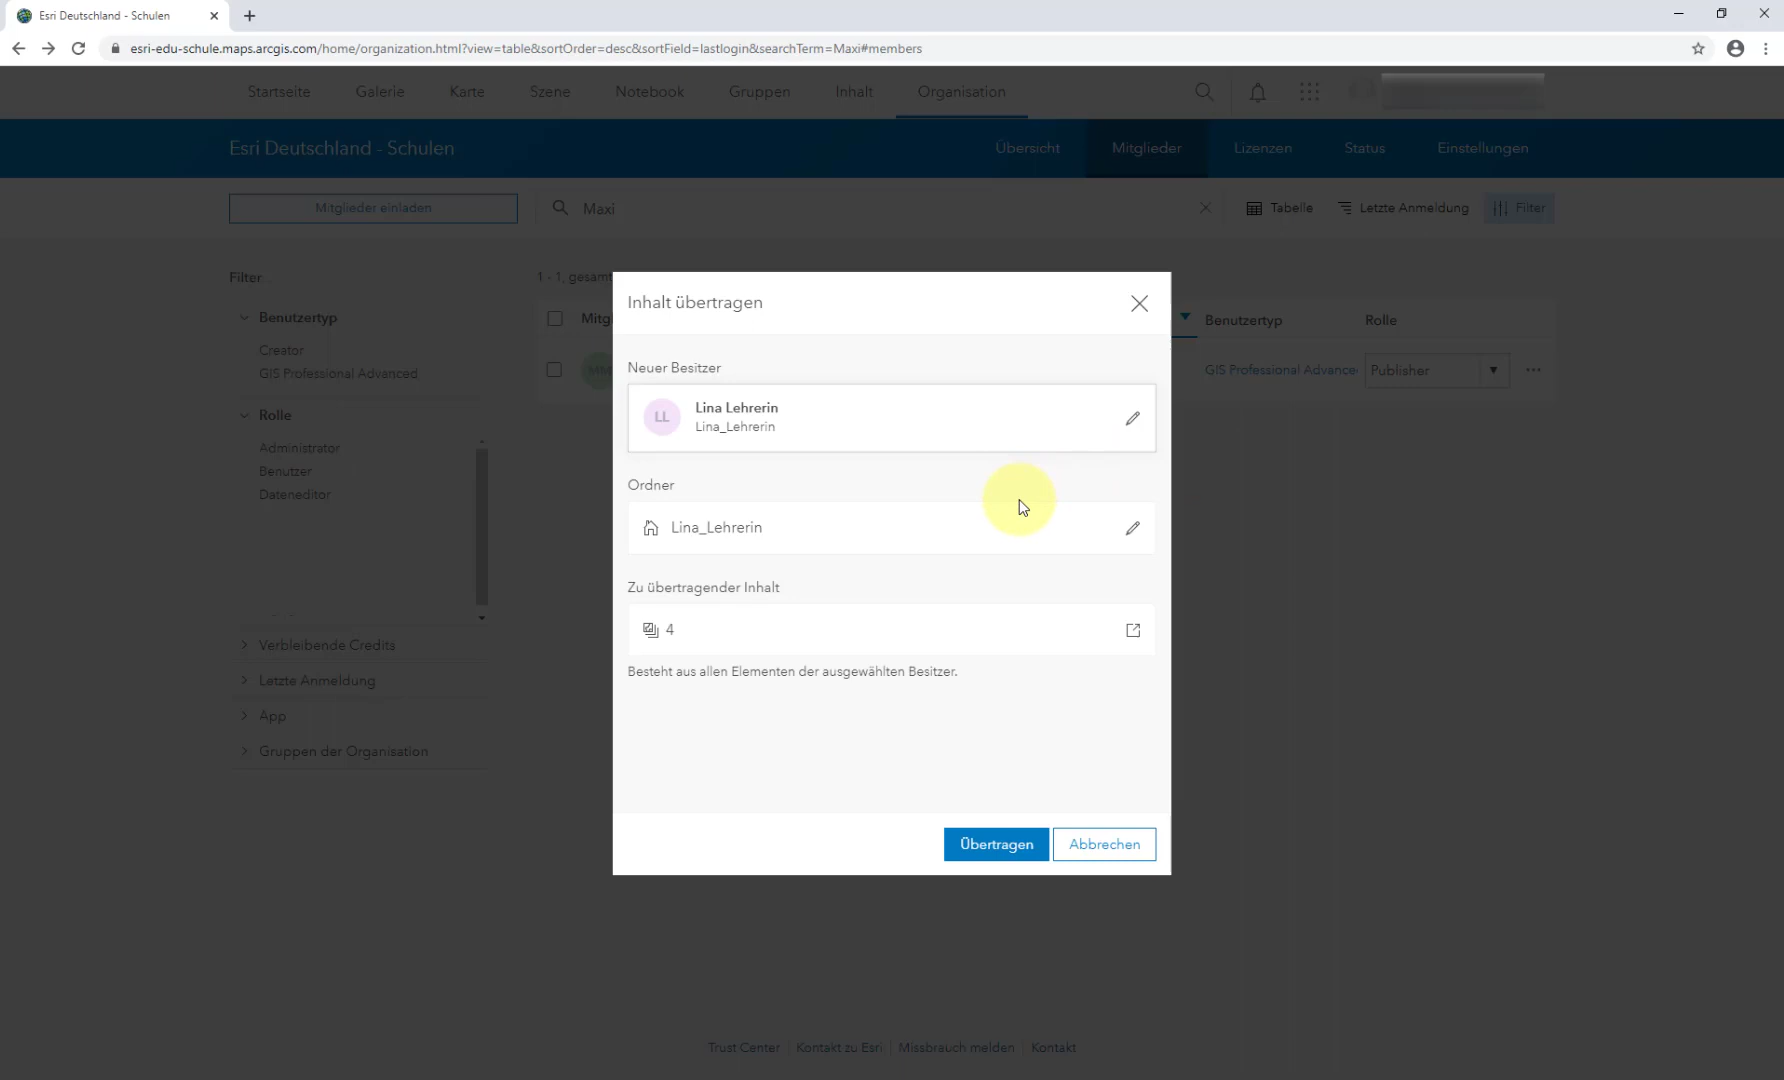 Esri Deutschland - Schulen
esri-edu-schule.maps.arcgis.com/home/organization.html?view=table&sortOrder=desc&sortField=lastlogin&searchTerm=Maxi#members
Startseite Galerie Karte Szene Notebook Gruppen Inhalt Organisation
Esri Deutschland - Schulen Übersicht Mitglieder Lizenzen Status Einstellungen
Mitglieder einladen Maxi Tabelle Letzte Anmeldung Filter
Filter 1 - 1, gesamt
Benutzertyp
Creator
GIS Professional Advanced
Rolle
Administrator
Benutzer
Dateneditor
Verbleibende Credits
Letzte Anmeldung
App
Gruppen der Organisation
Mitg Benutzertyp Rolle
MM GIS Professional Advance Publisher
Inhalt übertragen
Neuer Besitzer
LL Lina Lehrerin
Lina_Lehrerin
Ordner
Lina_Lehrerin
Zu übertragender Inhalt
4
Besteht aus allen Elementen der ausgewählten Besitzer.
Übertragen Abbrechen
Trust Center Kontakt zu Esri Missbrauch melden Kontakt